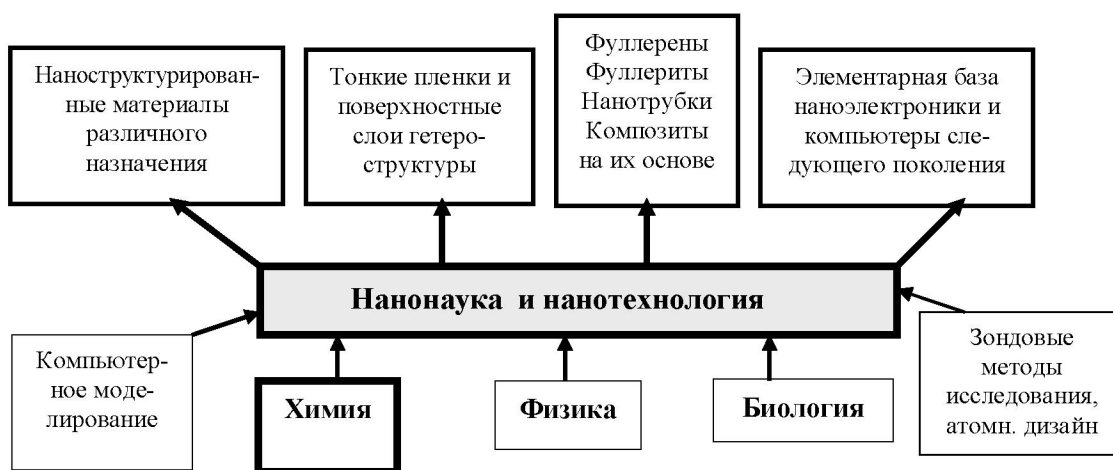 Наноструктурирован-
ные материалы
различного
назначения
Тонкие пленки и
поверхностные
слои гетеро-
структуры
Фуллерены
Фуллериты
Нанотрубки
Композиты
на их основе
Элементарная база
наноэлектроники и
компьютеры сле-
дующего поколения
Нанонаука и нанотехнология
Компьютер-
ное моде-
лирование
Химия
Физика
Биология
Зондовые
методы
исследования,
атомн. дизайн